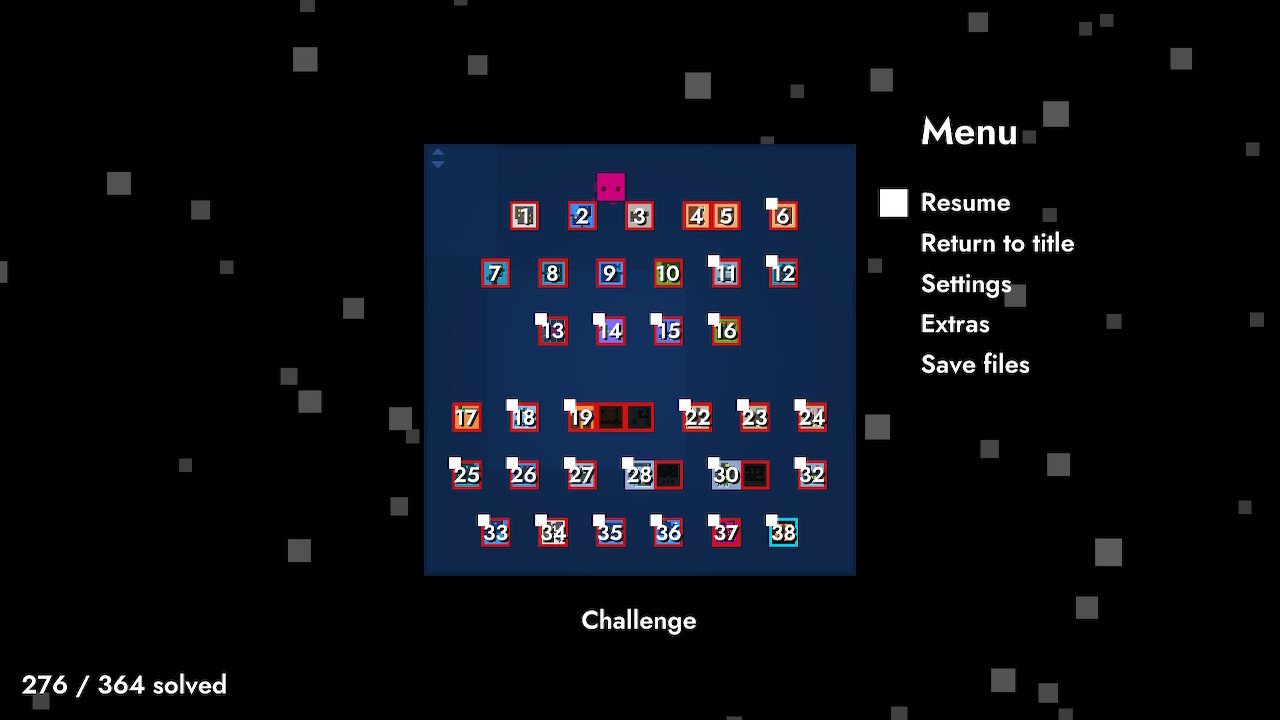 Menu
1 2 3 4 5 6
Resume
Return to title
7 8 9 10 11 12
Settings
Extras
13 14 15 16
Save files
17 18 19 22 23 24
25 26 27 28 30 32
33 34 35 36 37 38
Challenge
276 / 364 solved